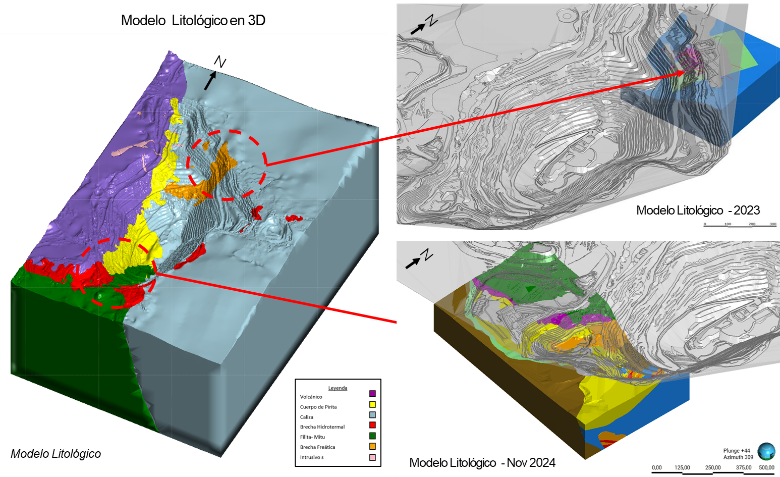 Modelo Litológico en 3D
N
N
Modelo Litológico - 2023
N
Leyenda
Volcánico
Cuerpo de Pirita
Caliza
Brecha Hidrotermal
Filita- Mitu
Brecha Freática
Intrusivo s
Modelo Litológico
Modelo Litológico - Nov 2024
Plunge +44
Azimuth 309
0,00 125,00 250,00 375,00 500,00